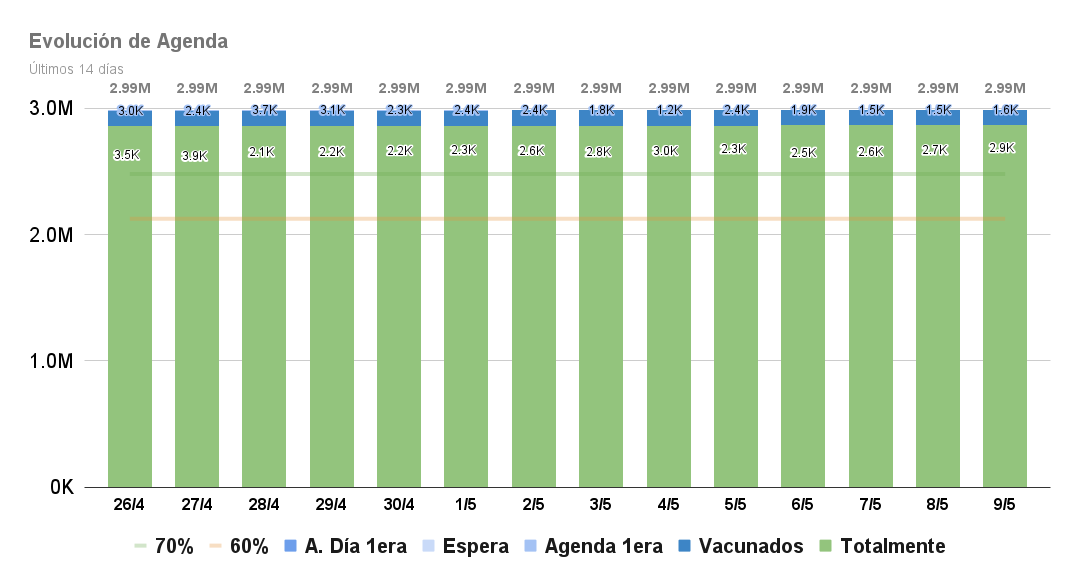 Evolución de Agenda
Últimos 14 días
2.99M 2.99M 2.99M 2.99M 2.99M 2.99M 2.99M 2.99M 2.99M 2.99M 2.99M 2.99M 2.99M 2.99M
3.0M
3.0K 2.4K 3.7K 3.1K 2.3K 2.4K 2.4K 1.8K 1.2K 2.4K 1.9K 1.5K 1.5K 1.6K
3.5K 3.9K 2.1K 2.2K 2.2K 2.3K 2.6K 2.8K 3.0K 2.3K 2.5K 2.6K 2.7K 2.9K
2.0M
1.0M
0K
26/4 27/4 28/4 29/4 30/4 1/5 2/5 3/5 4/5 5/5 6/5 7/5 8/5 9/5
70% 60% A. Día 1era Espera Agenda 1era Vacunados Totalmente